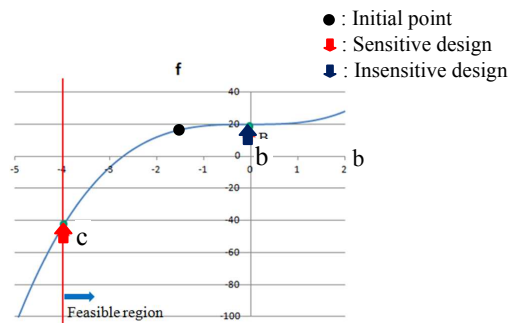 : Initial point
: Sensitive design
: Insensitive design
f
40
20
0
-20
-40
-60
-80
-100
-5 -4 -3 -2 -1 0 1 2
b
b
c
Feasible region